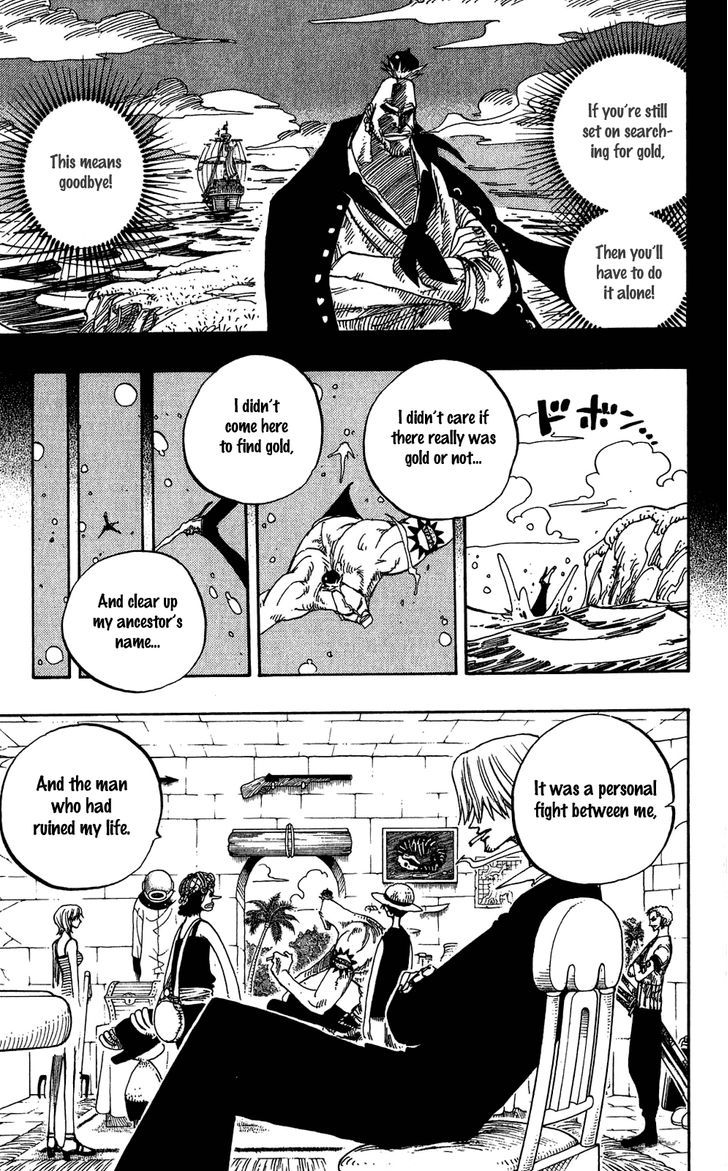 If you're still
set on search-
ing for gold,
Then you'll
have to do
it alone!
This means
goodbye!
ドボン...
I didn't care if
there really was
gold or not...
I didn't
come here
to find gold,
And clear up
my ancestor's
name...
It was a personal
fight between me,
And the man
who had
ruined my life.